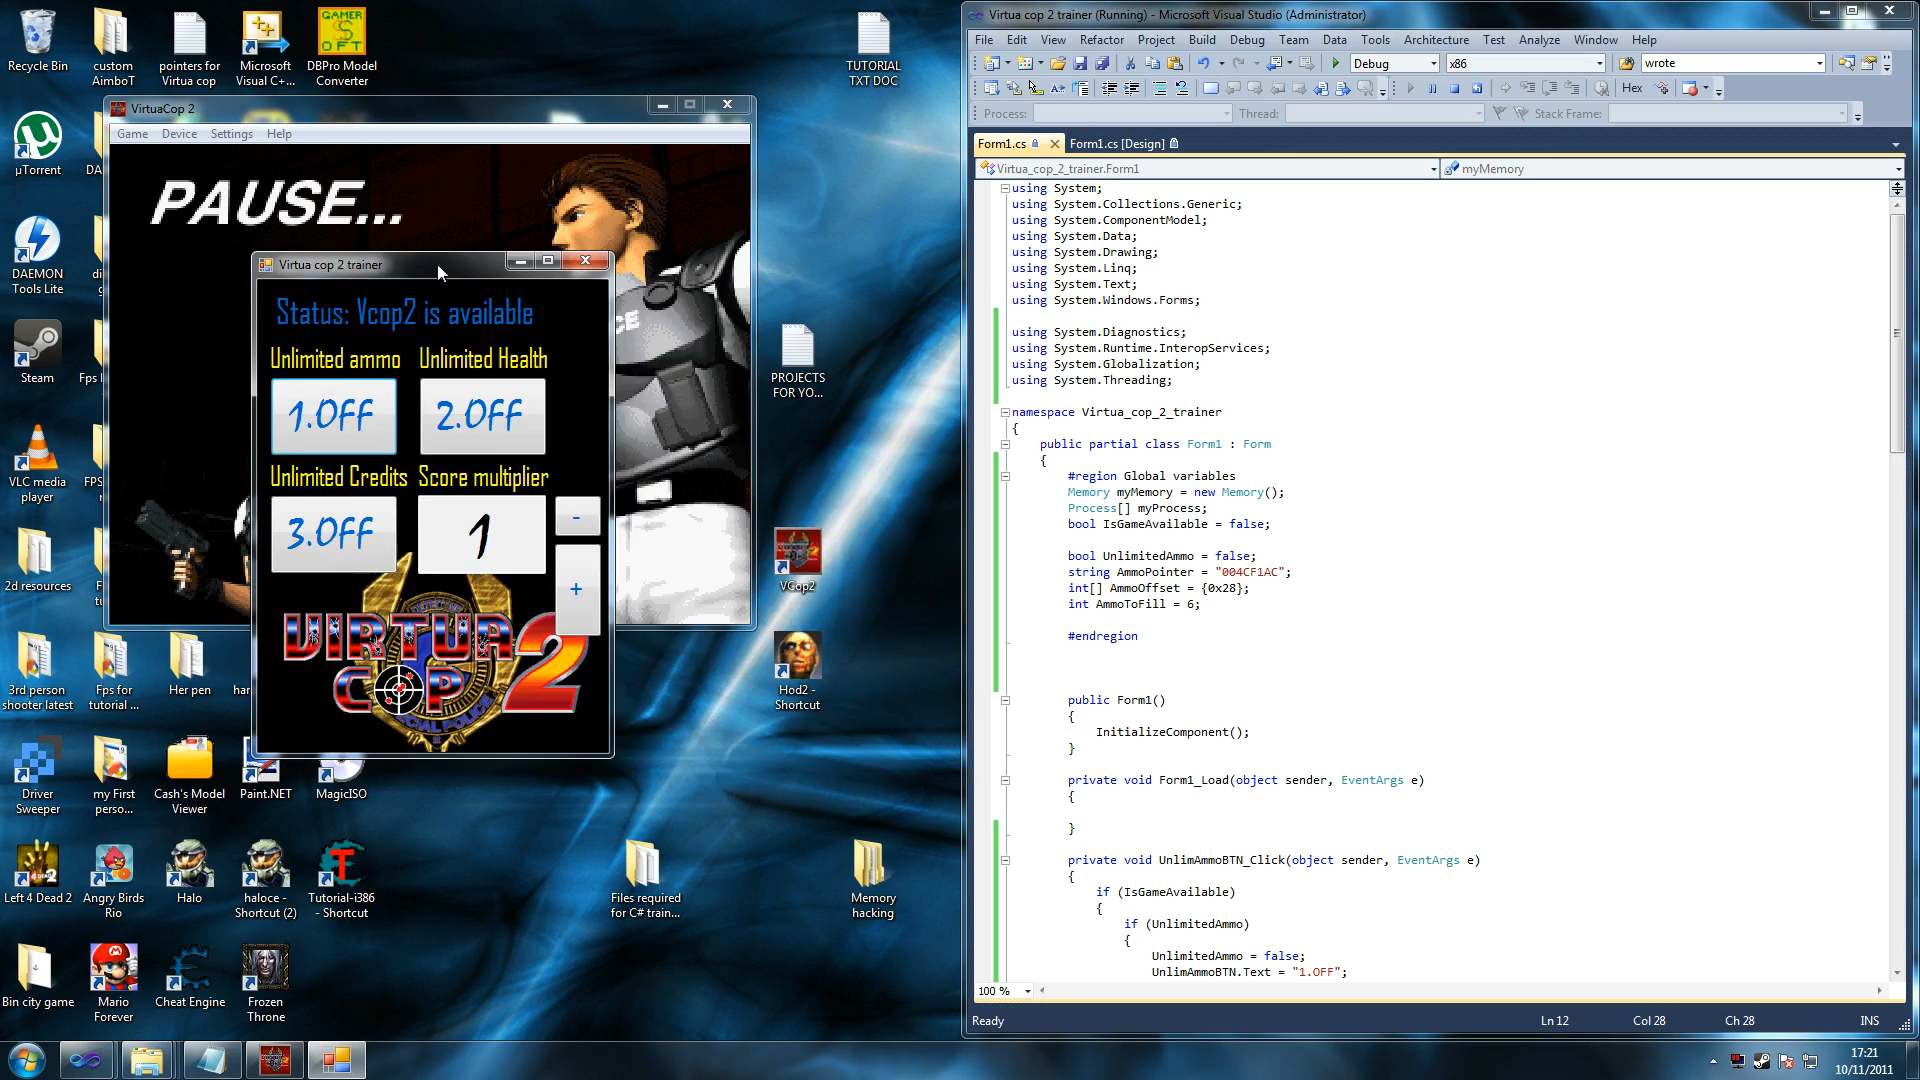 Recycle Bin
custom
AimboT
pointers for
Virtua cop
Microsoft
Visual C+...
GAMER
$
OFT
DBPro Model
Converter
TUTORIAL
TXT DOC
µTorrent
DA
DAEMON
Tools Lite
Steam
Fps
VLC media
player
FPS
2d resources
PROJECTS
FOR YO...
VCop2
3rd person
shooter latest
Fps for
tutorial ...
Her pen
har
Hod2 -
Shortcut
Driver
Sweeper
my First
perso...
Cash's Model
Viewer
Paint.NET
MagicISO
Left 4 Dead 2
Angry Birds
Rio
Halo
haloce -
Shortcut (2)
Tutorial-i386
- Shortcut
Files required
for C# train...
Memory
hacking
Bin city game
Mario
Forever
Cheat Engine
Frozen
Throne
VirtuaCop 2
Game Device Settings Help
PAUSE...
Virtua cop 2 trainer
Status: Vcop2 is available
Unlimited ammo Unlimited Health
1.OFF 2.OFF
Unlimited Credits Score multiplier
3.OFF 1 - +
VIRTUA
COP 2
Virtua cop 2 trainer (Running) - Microsoft Visual Studio (Administrator)
File Edit View Refactor Project Build Debug Team Data Tools Architecture Test Analyze Window Help
Debug x86 wrote
Hex
Process: Thread: Stack Frame:
Form1.cs Form1.cs [Design]
Virtua_cop_2_trainer.Form1 myMemory
using System;
using System.Collections.Generic;
using System.ComponentModel;
using System.Data;
using System.Drawing;
using System.Linq;
using System.Text;
using System.Windows.Forms;
using System.Diagnostics;
using System.Runtime.InteropServices;
using System.Globalization;
using System.Threading;
namespace Virtua_cop_2_trainer
{
public partial class Form1 : Form
{
#region Global variables
Memory myMemory = new Memory();
Process[] myProcess;
bool IsGameAvailable = false;
bool UnlimitedAmmo = false;
string AmmoPointer = "004CF1AC";
int[] AmmoOffset = {0x28};
int AmmoToFill = 6;
#endregion
public Form1()
{
InitializeComponent();
}
private void Form1_Load(object sender, EventArgs e)
{
}
private void UnlimAmmoBTN_Click(object sender, EventArgs e)
{
if (IsGameAvailable)
{
if (UnlimitedAmmo)
{
UnlimitedAmmo = false;
UnlimAmmoBTN.Text = "1.OFF";
100 %
Ready Ln 12 Col 28 Ch 28 INS
17:21
10/11/2011